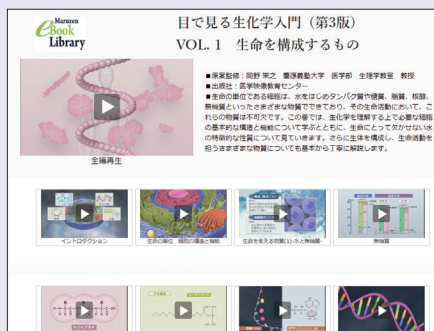 Maruzen
eBook
Library
目で見る生化学入門（第3版）
VOL. 1　生命を構成するもの
■原案監修：岡野 栄之　慶應義塾大学　医学部　生理学教室　教授
■出版社：医学映像教育センター
■生命の単位である細胞は、水をはじめタンパク質や糖質、脂質、核酸、
無機質といったさまざまな物質でできており、その生命活動において、こ
れらの物質は不可欠です。この巻では、生化学を理解する上で必要な細胞
の基本的な構造と機能について学ぶとともに、生命にとって欠かせない水
の特徴的な性質について見ていきます。さらに生体を構成し、生命活動を
担うさまざまな物質についても基本から丁寧に解説します。
全編再生
イントロダクション
生命の単位　細胞の構造と機能
生命を支える物質(1)-水と無機質-
無機質